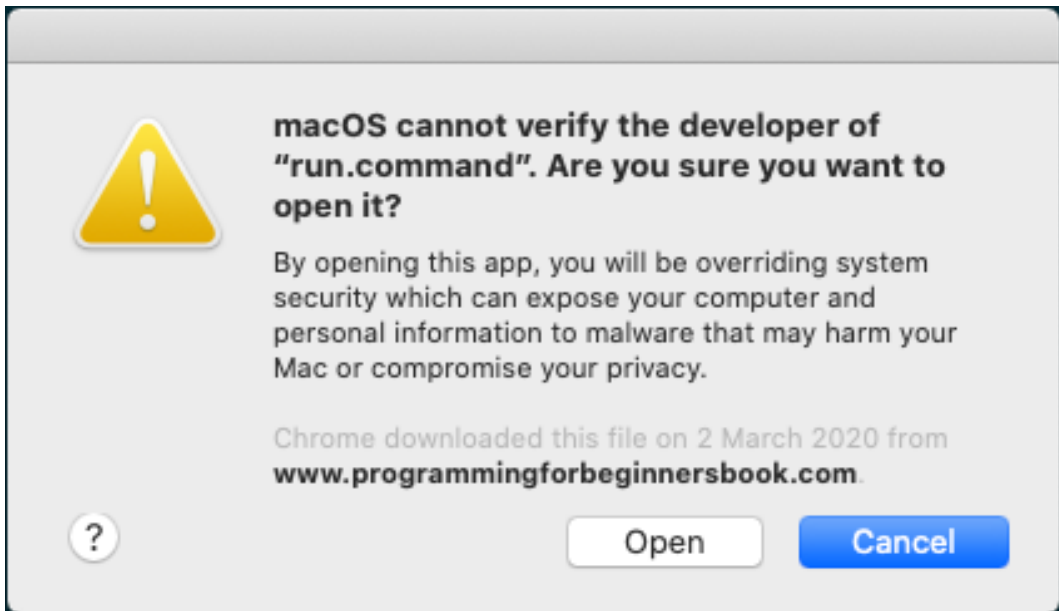 macOS cannot verify the developer of
“run.command”. Are you sure you want to
open it?
By opening this app, you will be overriding system
security which can expose your computer and
personal information to malware that may harm your
Mac or compromise your privacy.
Chrome downloaded this file on 2 March 2020 from
www.programmingforbeginnersbook.com.
?
Open
Cancel